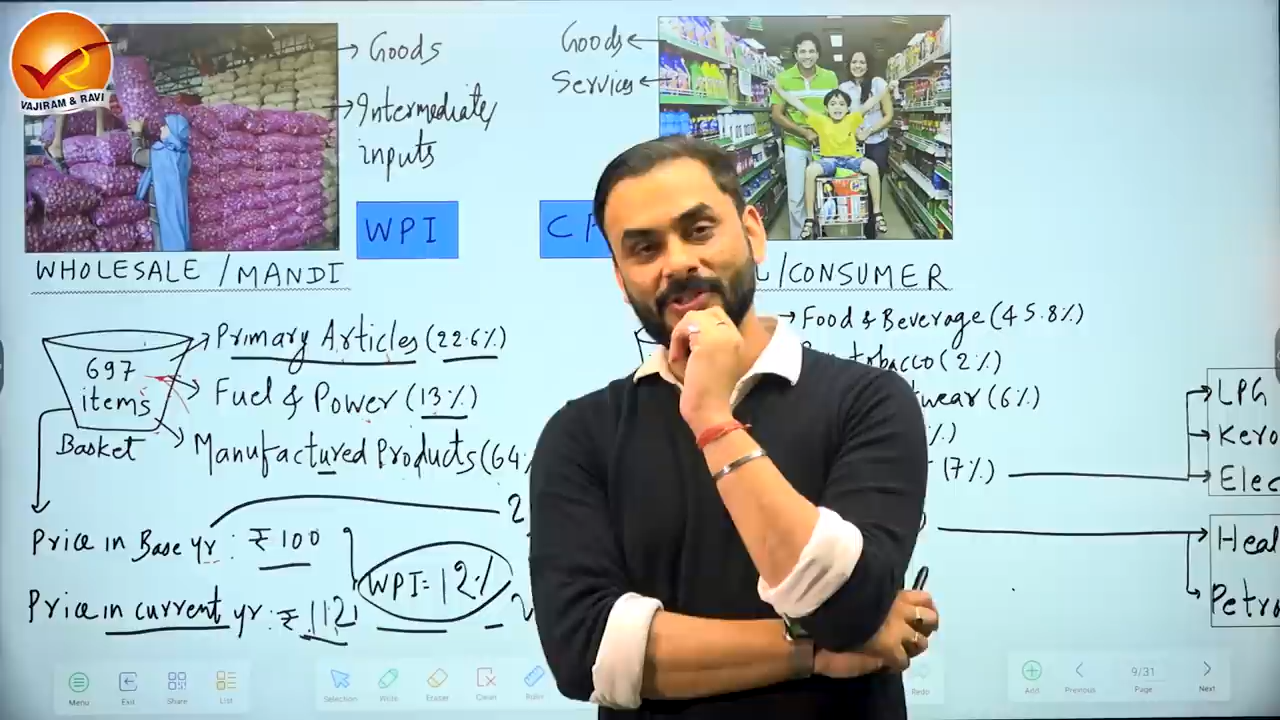 VAJIRAM & RAVI
Goods
Intermediate/
inputs
Goods
Services
WPI
WHOLESALE / MANDI
/CONSUMER
697
items
Basket
Primary Articles (22.6%)
Fuel & Power (13%)
Manufactured Products (64
Price in Base yr : ₹100
Price in current yr : ₹112
WPI = 12%
Food & Beverage (45.8%)
tobacco (2%)
wear (6%)
%)
(7%)
LPG
Kero
Elec
Heal
Petro
Menu
Exit
Share
List
Selection
Write
Eraser
Clean
Ruler
Redo
Add
Previous
9/31
Page
Next